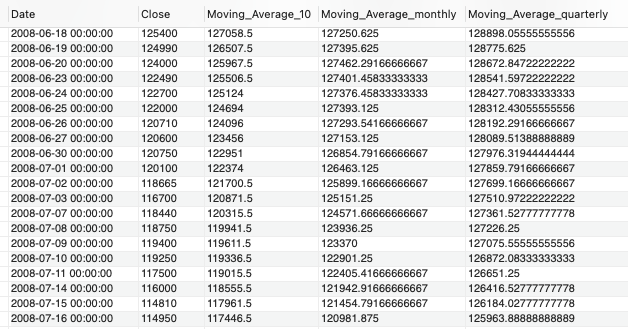 Date Close Moving_Average_10 Moving_Average_monthly Moving_Average_quarterly
2008-06-18 00:00:00 125400 127058.5 127250.625 128898.05555555556
2008-06-19 00:00:00 124990 126507.5 127395.625 128775.625
2008-06-20 00:00:00 124000 125967.5 127462.29166666667 128672.84722222222
2008-06-23 00:00:00 122490 125506.5 127401.45833333333 128541.59722222222
2008-06-24 00:00:00 122700 125124 127376.45833333333 128427.70833333333
2008-06-25 00:00:00 122000 124694 127393.125 128312.43055555556
2008-06-26 00:00:00 120710 124096 127293.54166666667 128192.29166666667
2008-06-27 00:00:00 120600 123456 127153.125 128089.51388888889
2008-06-30 00:00:00 120750 122951 126854.79166666667 127976.31944444444
2008-07-01 00:00:00 120100 122374 126463.125 127859.79166666667
2008-07-02 00:00:00 118665 121700.5 125899.16666666667 127699.16666666667
2008-07-03 00:00:00 116700 120871.5 125151.25 127510.97222222222
2008-07-07 00:00:00 118440 120315.5 124571.66666666667 127361.52777777778
2008-07-08 00:00:00 118750 119941.5 123936.25 127226.25
2008-07-09 00:00:00 119400 119611.5 123370 127075.55555555556
2008-07-10 00:00:00 119250 119336.5 122901.25 126872.08333333333
2008-07-11 00:00:00 117500 119015.5 122405.41666666667 126651.25
2008-07-14 00:00:00 116000 118555.5 121942.91666666667 126416.52777777778
2008-07-15 00:00:00 114810 117961.5 121454.79166666667 126184.02777777778
2008-07-16 00:00:00 114950 117446.5 120981.875 125963.88888888889